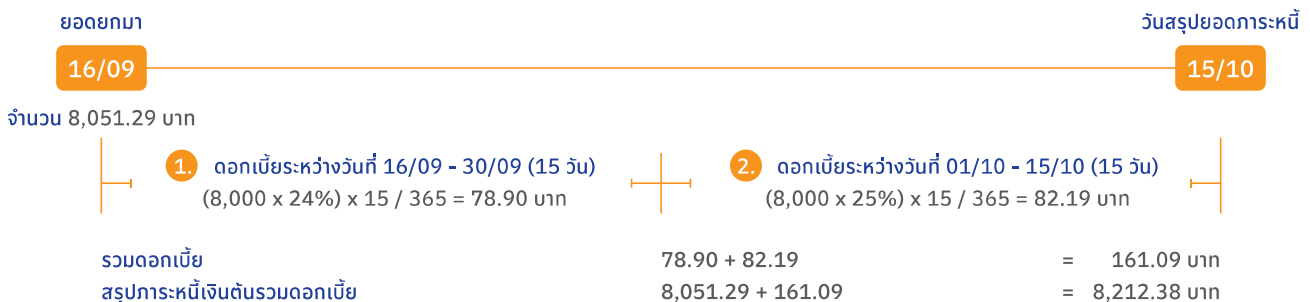 ยอดยกมา
วันสรุปยอดภาระหนี้
16/09
15/10
จำนวน 8,051.29 บาท
1. ดอกเบี้ยระหว่างวันที่ 16/09 - 30/09 (15 วัน)
(8,000 x 24%) x 15 / 365 = 78.90 บาท
2. ดอกเบี้ยระหว่างวันที่ 01/10 - 15/10 (15 วัน)
(8,000 x 25%) x 15 / 365 = 82.19 บาท
รวมดอกเบี้ย 78.90 + 82.19 = 161.09 บาท
สรุปภาระหนี้เงินต้นรวมดอกเบี้ย 8,051.29 + 161.09 = 8,212.38 บาท